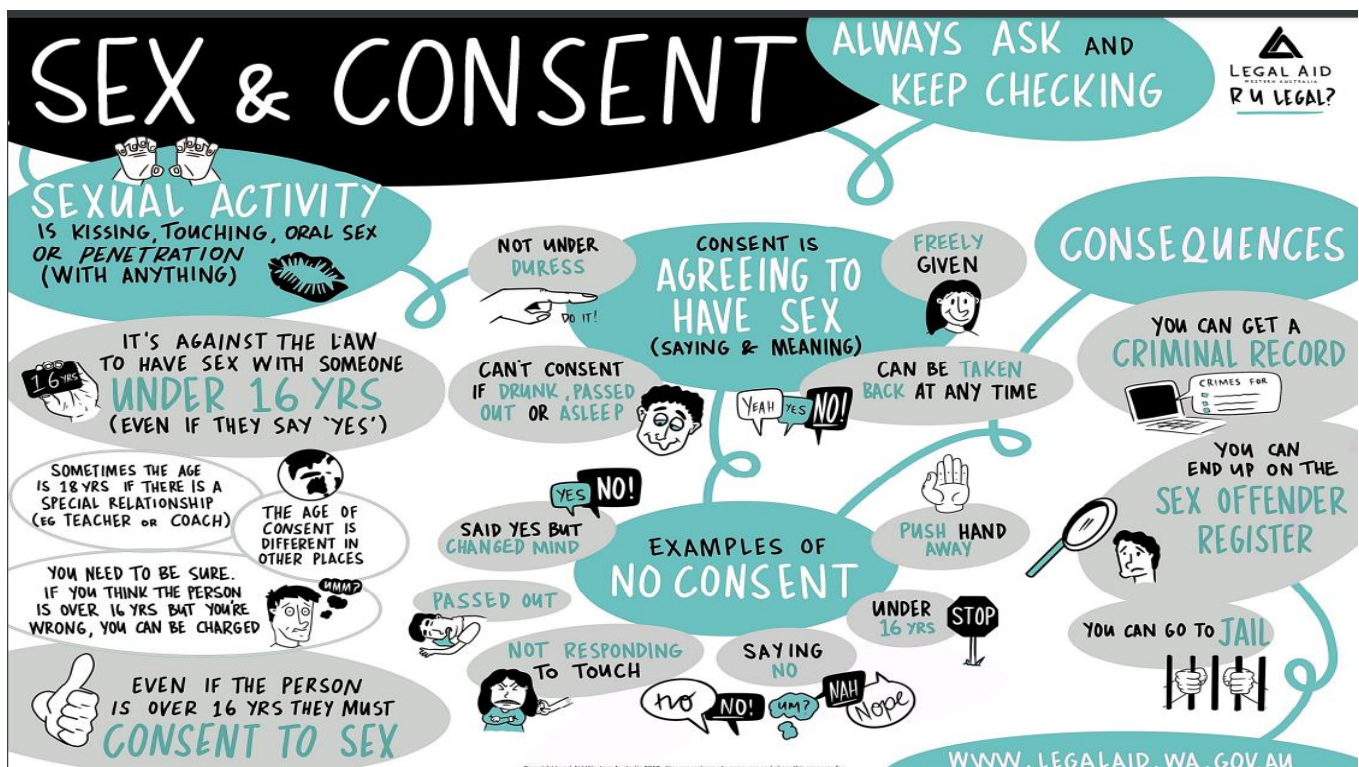 SEX & CONSENT
ALWAYS ASK AND
KEEP CHECKING
LEGAL AID
WESTERN AUSTRALIA
R U LEGAL?
SEXUAL ACTIVITY
IS KISSING, TOUCHING, ORAL SEX
OR PENETRATION
(WITH ANYTHING)
IT'S AGAINST THE LAW
TO HAVE SEX WITH SOMEONE
UNDER 16 YRS
(EVEN IF THEY SAY 'YES')
16 YRS
SOMETIMES THE AGE
IS 18 YRS IF THERE IS A
SPECIAL RELATIONSHIP
(EG TEACHER OR COACH)
THE AGE OF
CONSENT IS
DIFFERENT IN
OTHER PLACES
YOU NEED TO BE SURE.
IF YOU THINK THE PERSON
IS OVER 16 YRS BUT YOU'RE
WRONG, YOU CAN BE CHARGED
UMM?
EVEN IF THE PERSON
IS OVER 16 YRS THEY MUST
CONSENT TO SEX
NOT UNDER
DURESS
DO IT!
CONSENT IS
AGREEING TO
HAVE SEX
(SAYING & MEANING)
FREELY
GIVEN
CAN'T CONSENT
IF DRUNK, PASSED
OUT OR ASLEEP
CAN BE TAKEN
BACK AT ANY TIME
YEAH YES NO!
EXAMPLES OF
NO CONSENT
YES NO!
SAID YES BUT
CHANGED MIND
PUSH HAND
AWAY
PASSED OUT
NOT RESPONDING
TO TOUCH
SAYING
NO
no NO! UM? NAH Nope
UNDER
16 YRS
STOP
CONSEQUENCES
YOU CAN GET A
CRIMINAL RECORD
CRIMES FOR
YOU CAN
END UP ON THE
SEX OFFENDER
REGISTER
YOU CAN GO TO JAIL
WWW.LEGALAID.WA.GOV.AU